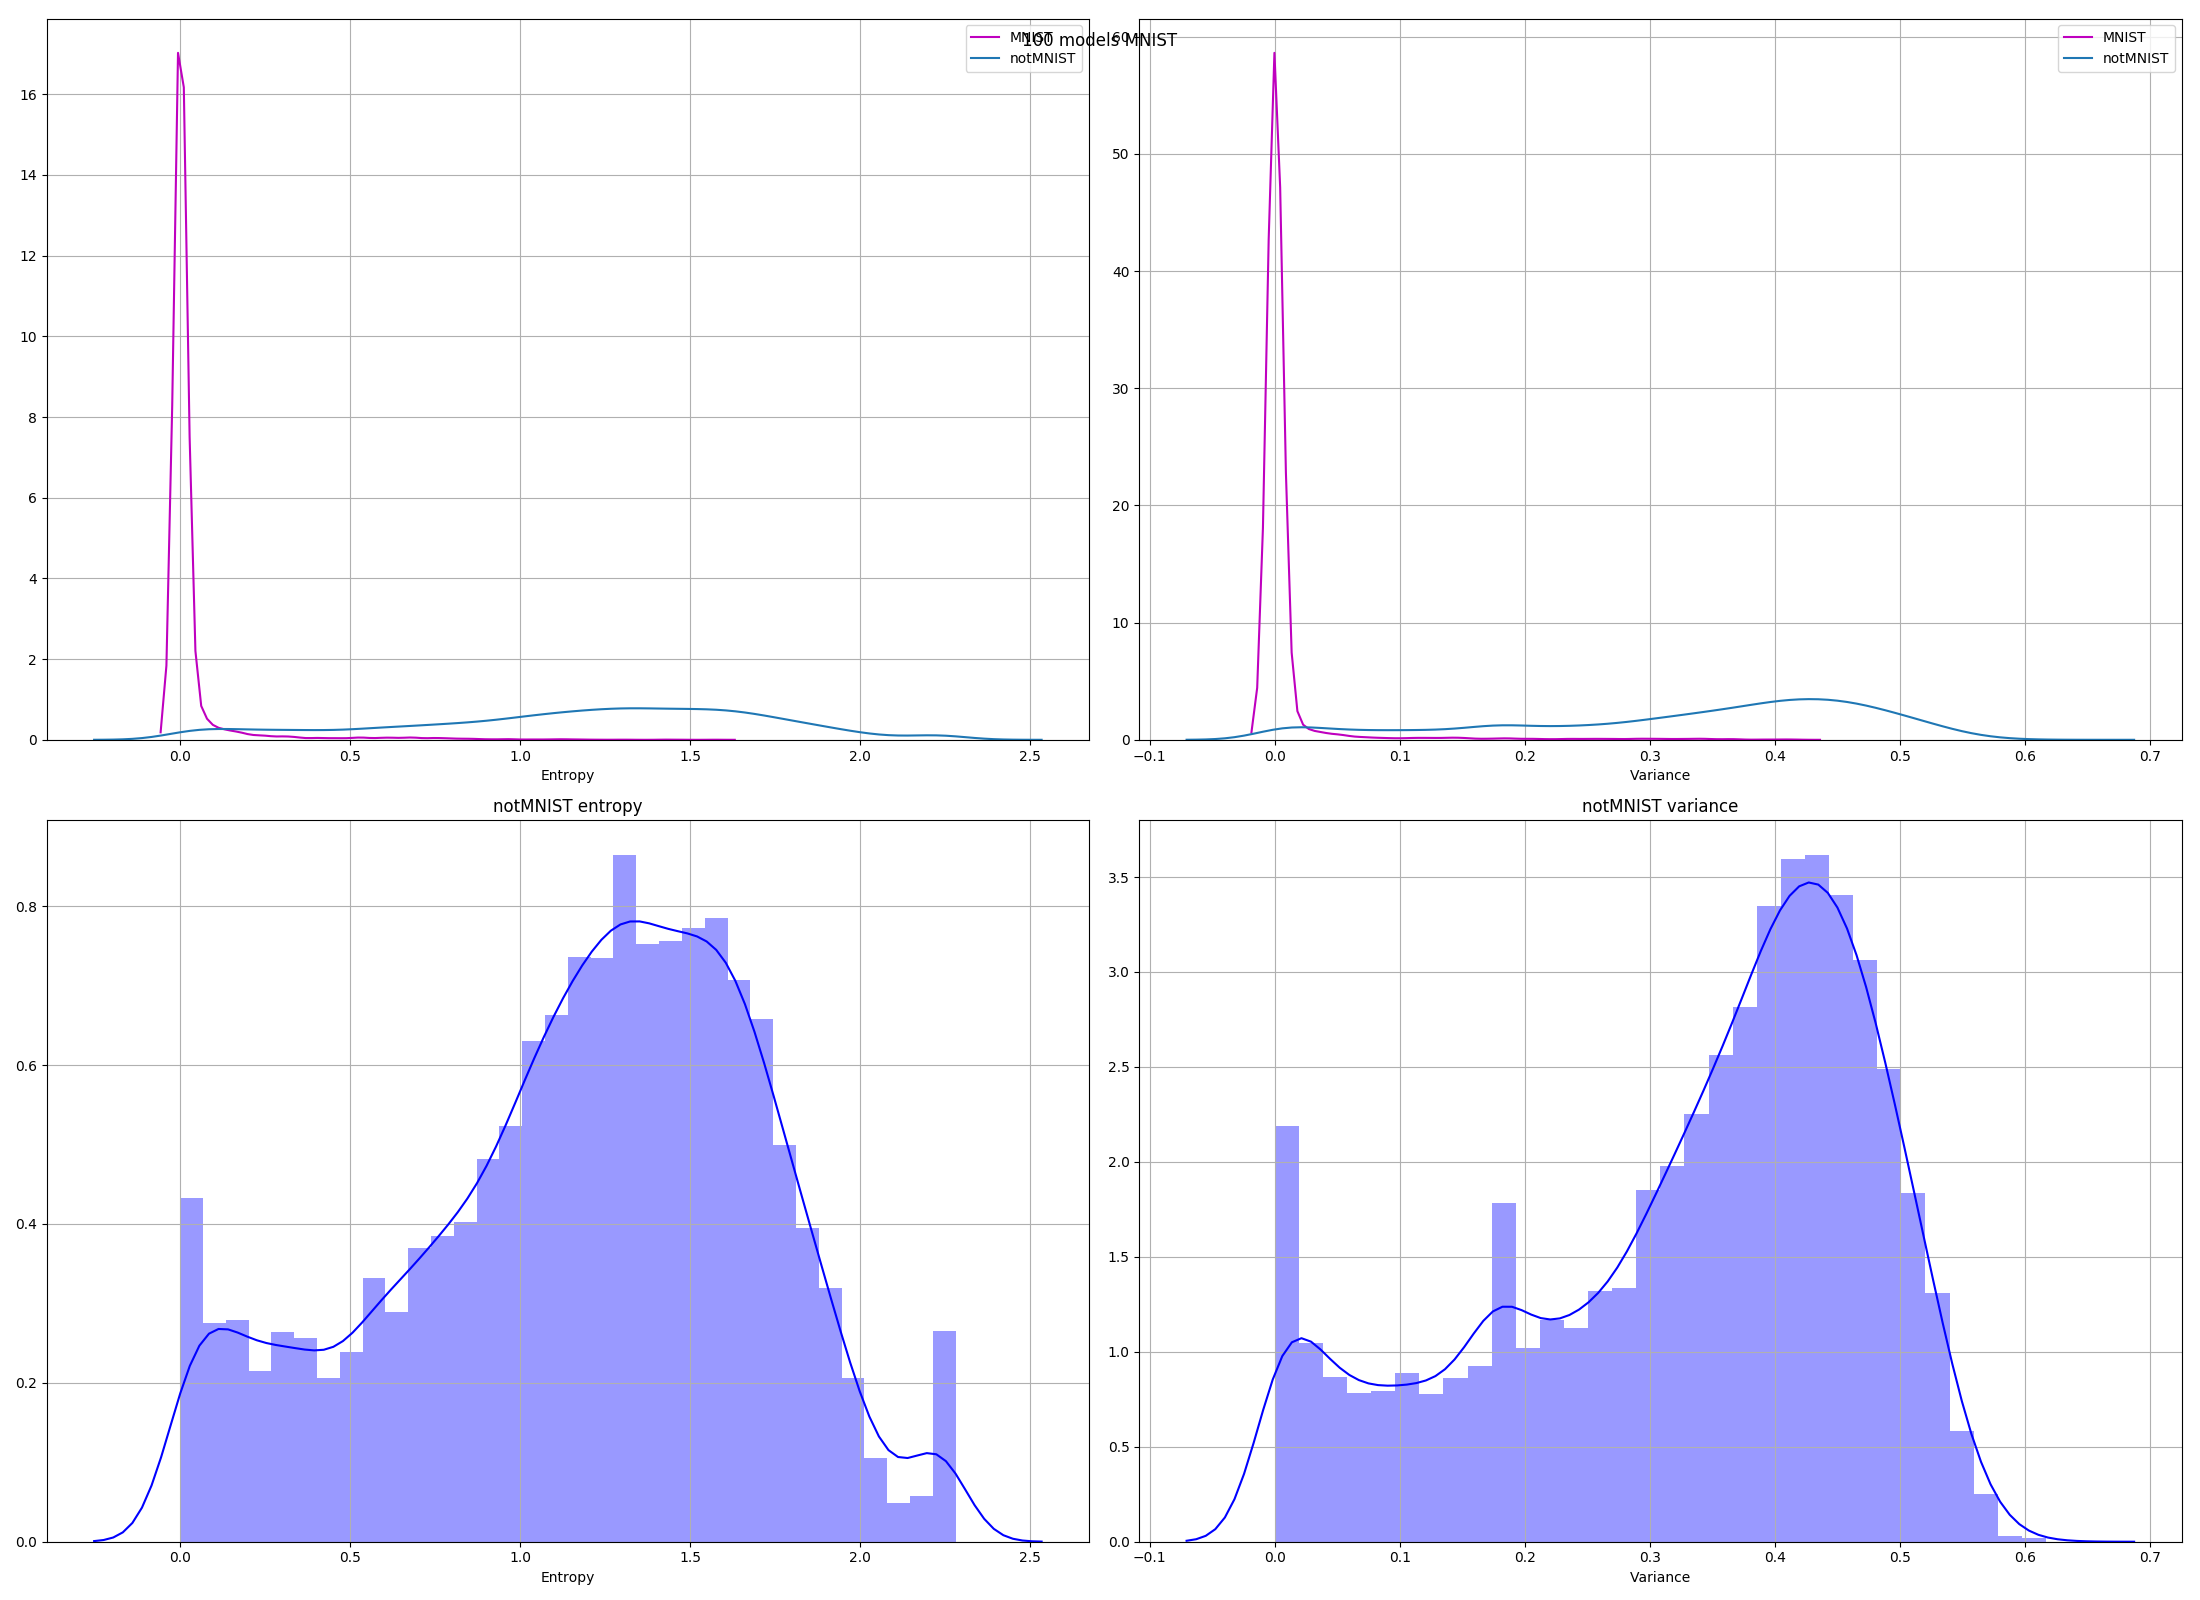 100 models MNIST
MNIST
notMNIST
16
14
12
10
8
6
4
2
0
0.0 0.5 1.0 1.5 2.0 2.5
Entropy
MNIST
notMNIST
60
50
40
30
20
10
0
−0.1 0.0 0.1 0.2 0.3 0.4 0.5 0.6 0.7
Variance
notMNIST entropy
0.8
0.6
0.4
0.2
0.0
0.0 0.5 1.0 1.5 2.0 2.5
Entropy
notMNIST variance
3.5
3.0
2.5
2.0
1.5
1.0
0.5
0.0
−0.1 0.0 0.1 0.2 0.3 0.4 0.5 0.6 0.7
Variance